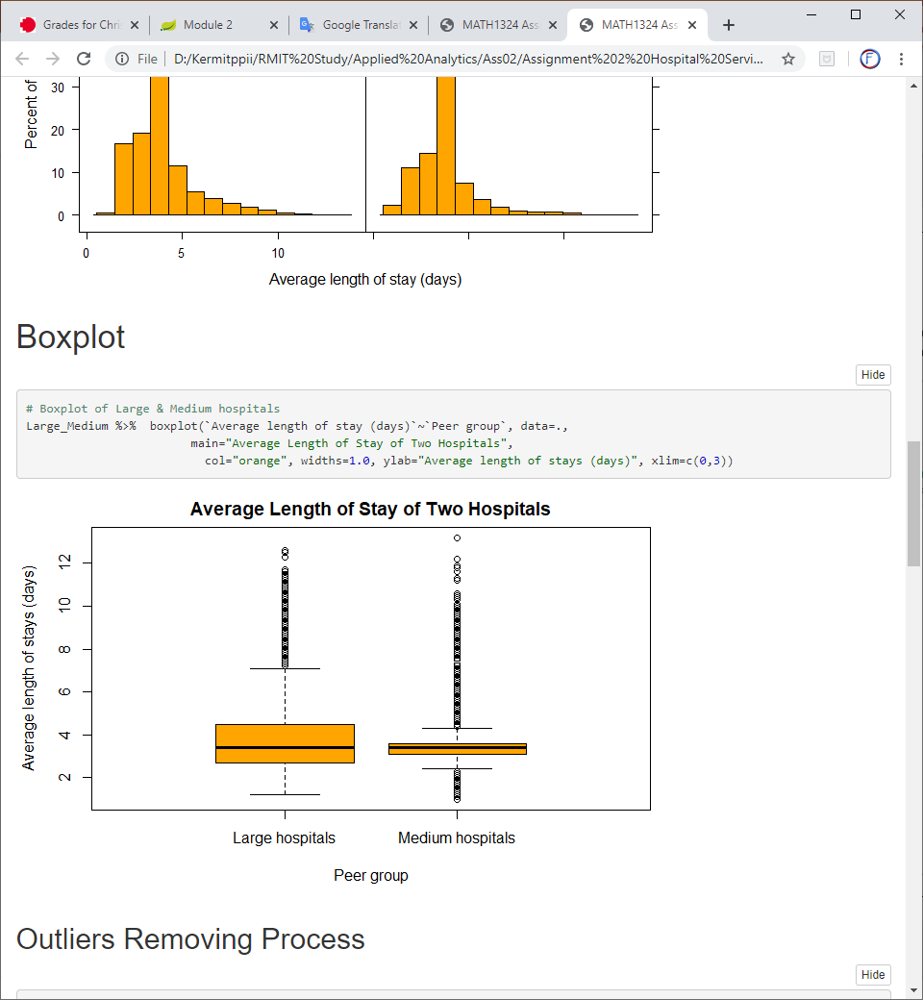 Grades for Chri
Module 2
Google Transla
MATH1324 Ass
MATH1324 Ass
File
D:/Kermitppii/RMIT%20Study/Applied%20Analytics/Ass02/Assignment%202%20Hospital%20Servi...
Percent of
30
20
10
0
0 5 10
Average length of stay (days)
Boxplot
Hide
# Boxplot of Large & Medium hospitals
Large_Medium %>%  boxplot(`Average length of stay (days)`~`Peer group`, data=.,
main="Average Length of Stay of Two Hospitals",
col="orange", widths=1.0, ylab="Average length of stays (days)", xlim=c(0,3))
Average Length of Stay of Two Hospitals
Average length of stays (days)
12
10
8
6
4
2
Large hospitals Medium hospitals
Peer group
Outliers Removing Process
Hide